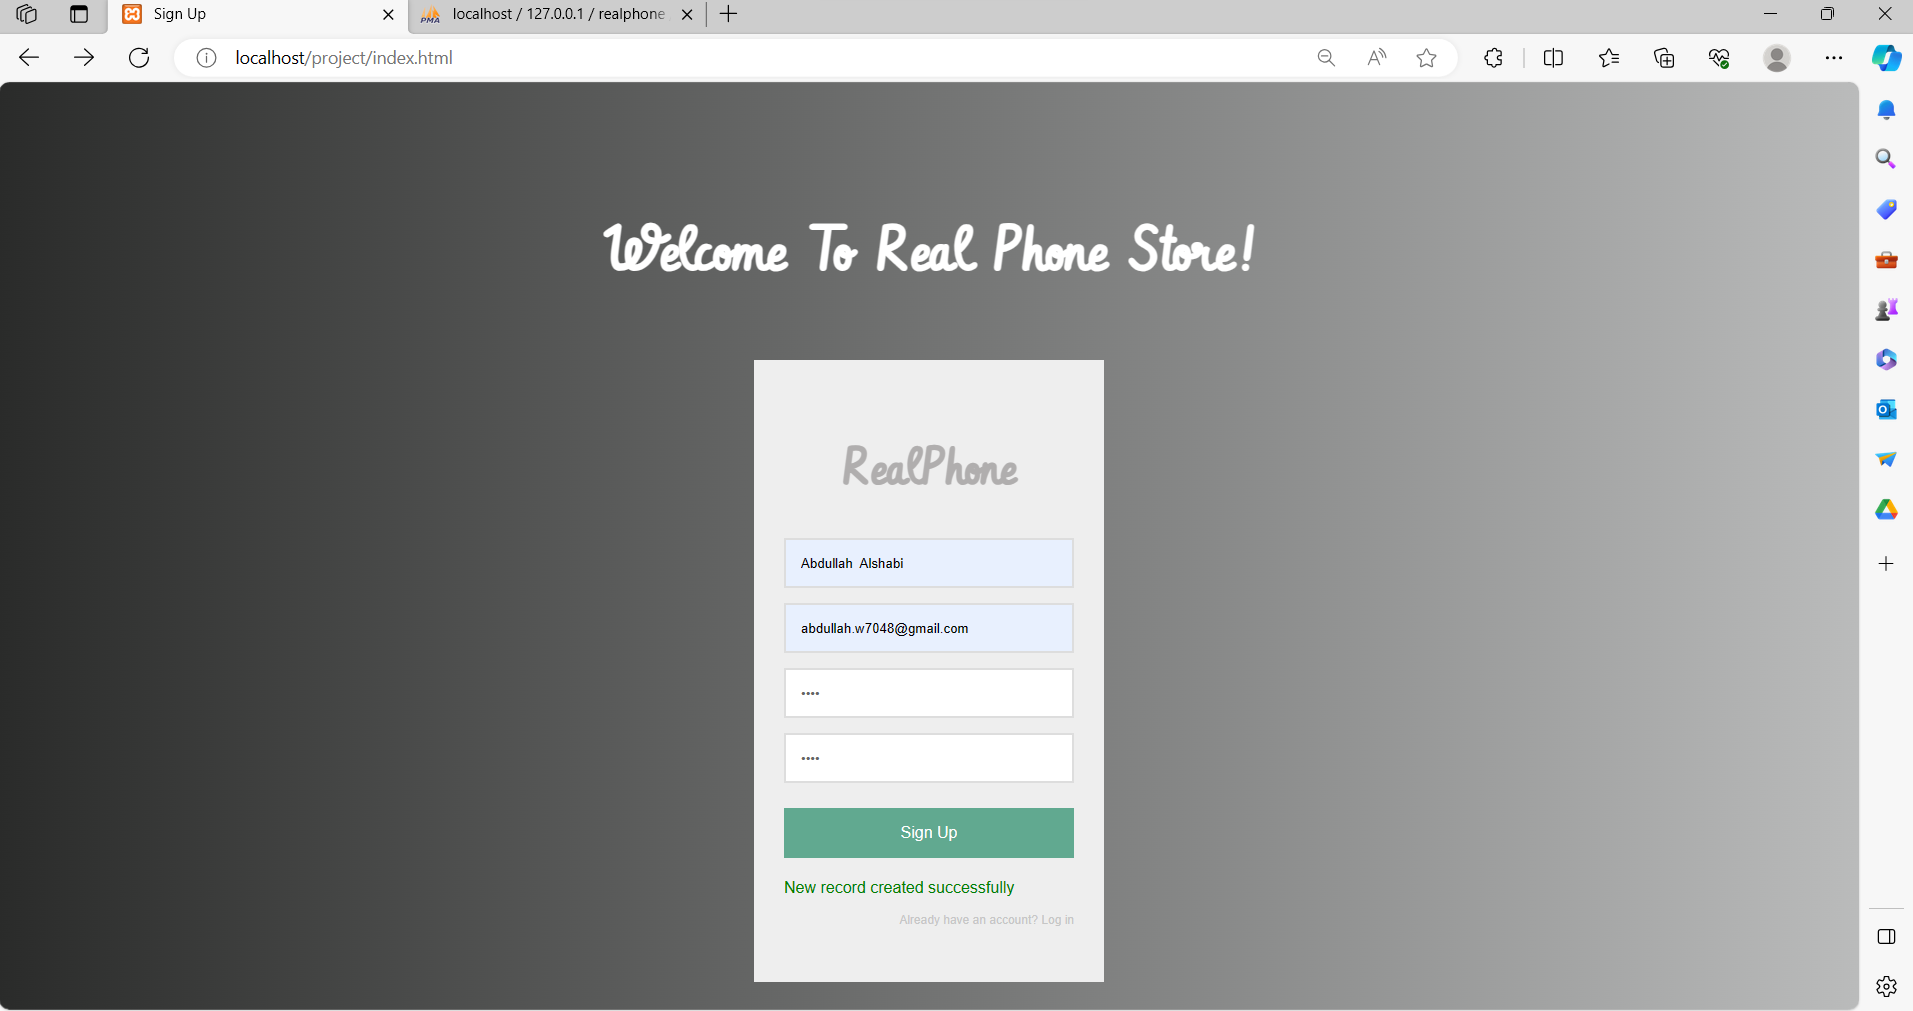 Sign Up
localhost / 127.0.0.1 / realphone
localhost/project/index.html
Welcome To Real Phone Store!
RealPhone
Abdullah Alshabi
abdullah.w7048@gmail.com
••••
••••
Sign Up
New record created successfully
Already have an account? Log in